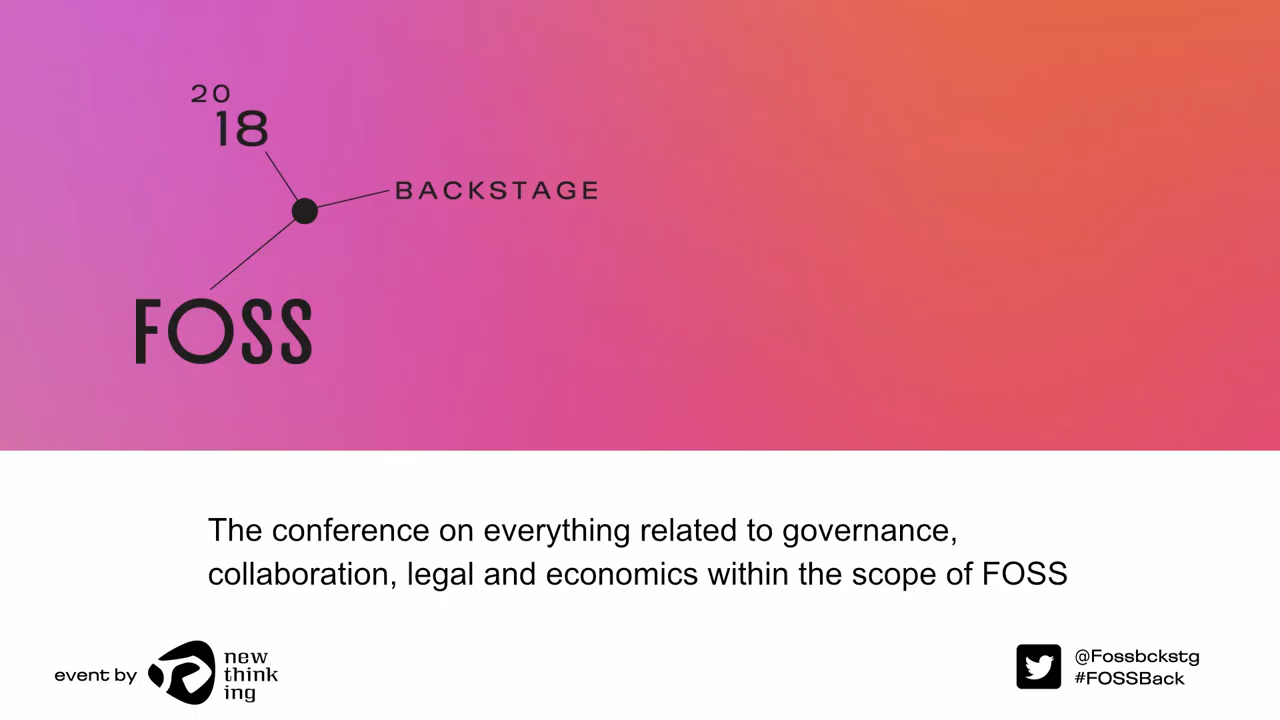 20
18
BACKSTAGE
FOSS
The conference on everything related to governance,
collaboration, legal and economics within the scope of FOSS
event by
new
think
ing
@Fossbckstg
#FOSSBack